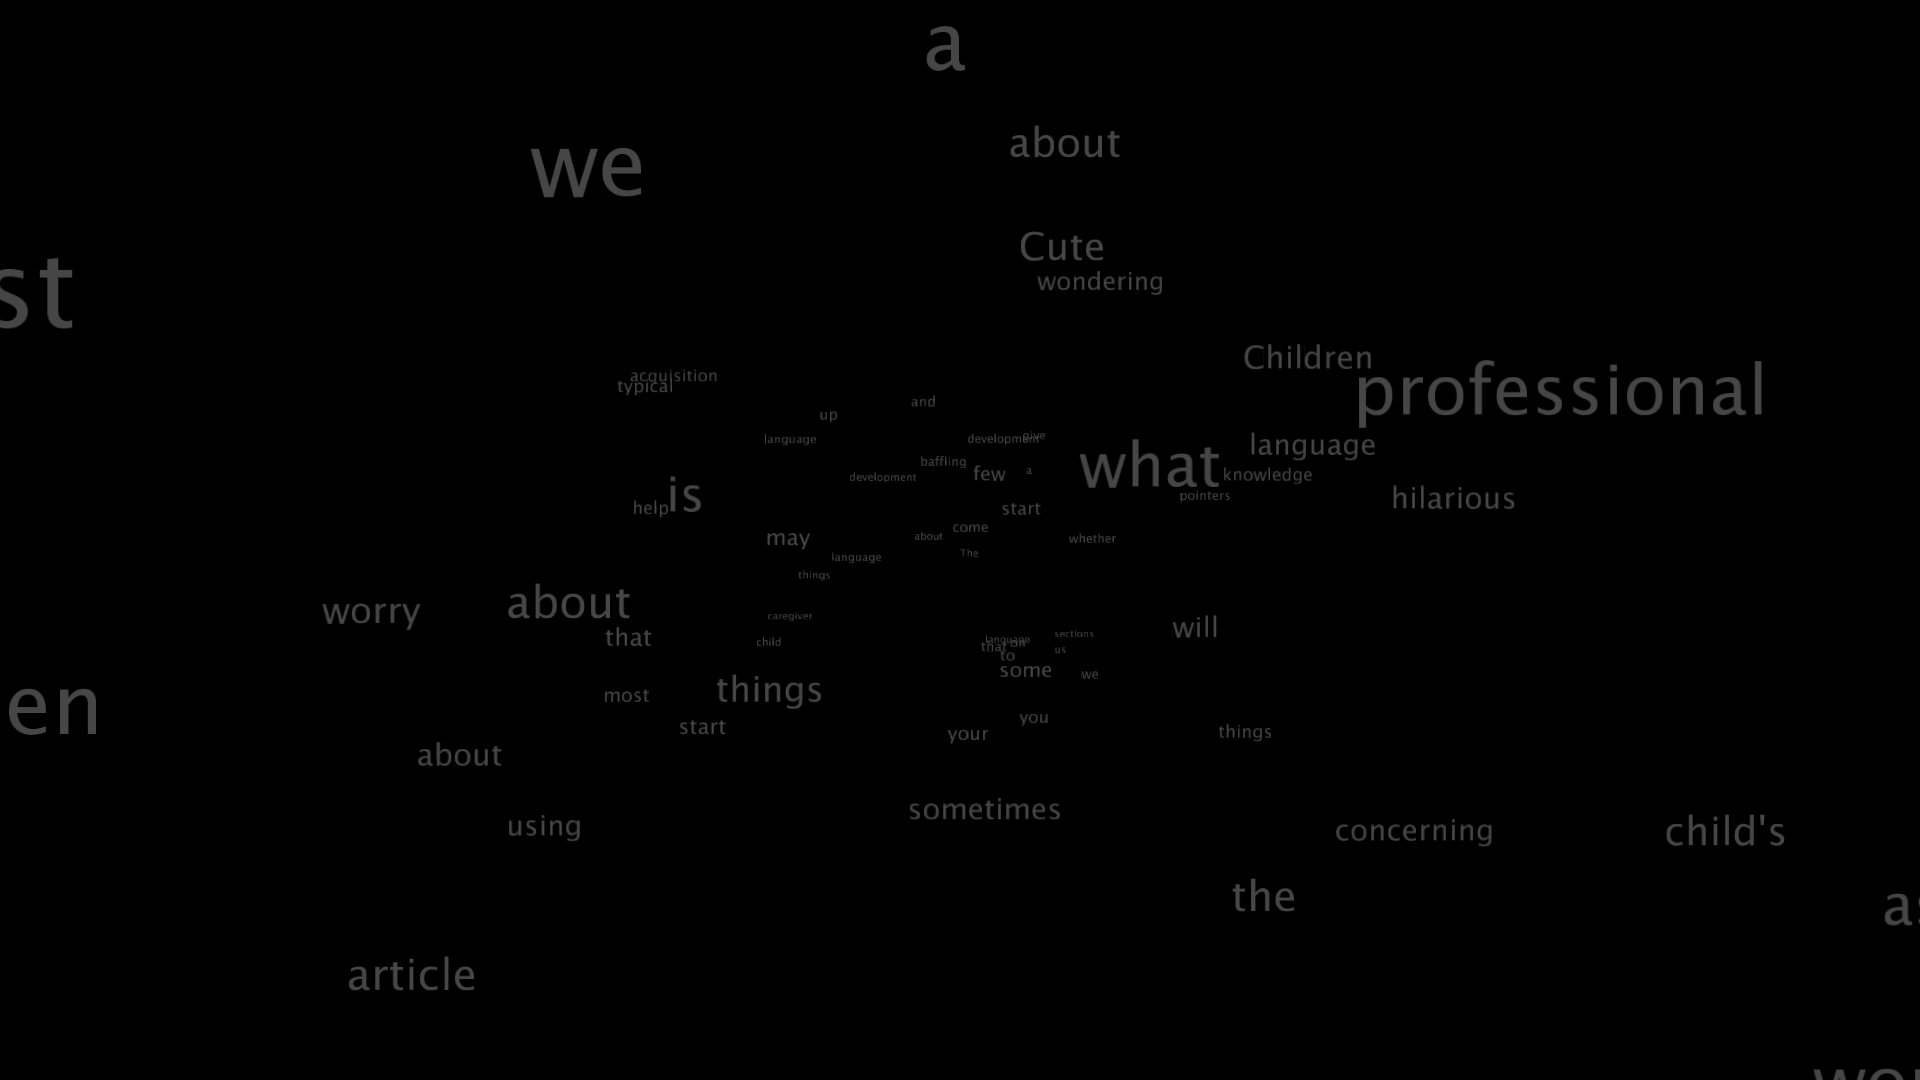 a
about
we
Cute
wondering
st
Children
acquisition
typical
professional
and
up
language
development
give
language
baffling
what
few
a
knowledge
development
is
pointers
hilarious
help
start
come
may
about
whether
The
language
things
about
worry
caregiver
will
that
child
sections
language
on
that
us
to
some
we
things
most
en
you
start
your
things
about
sometimes
using
concerning
child's
the
as
article
wor